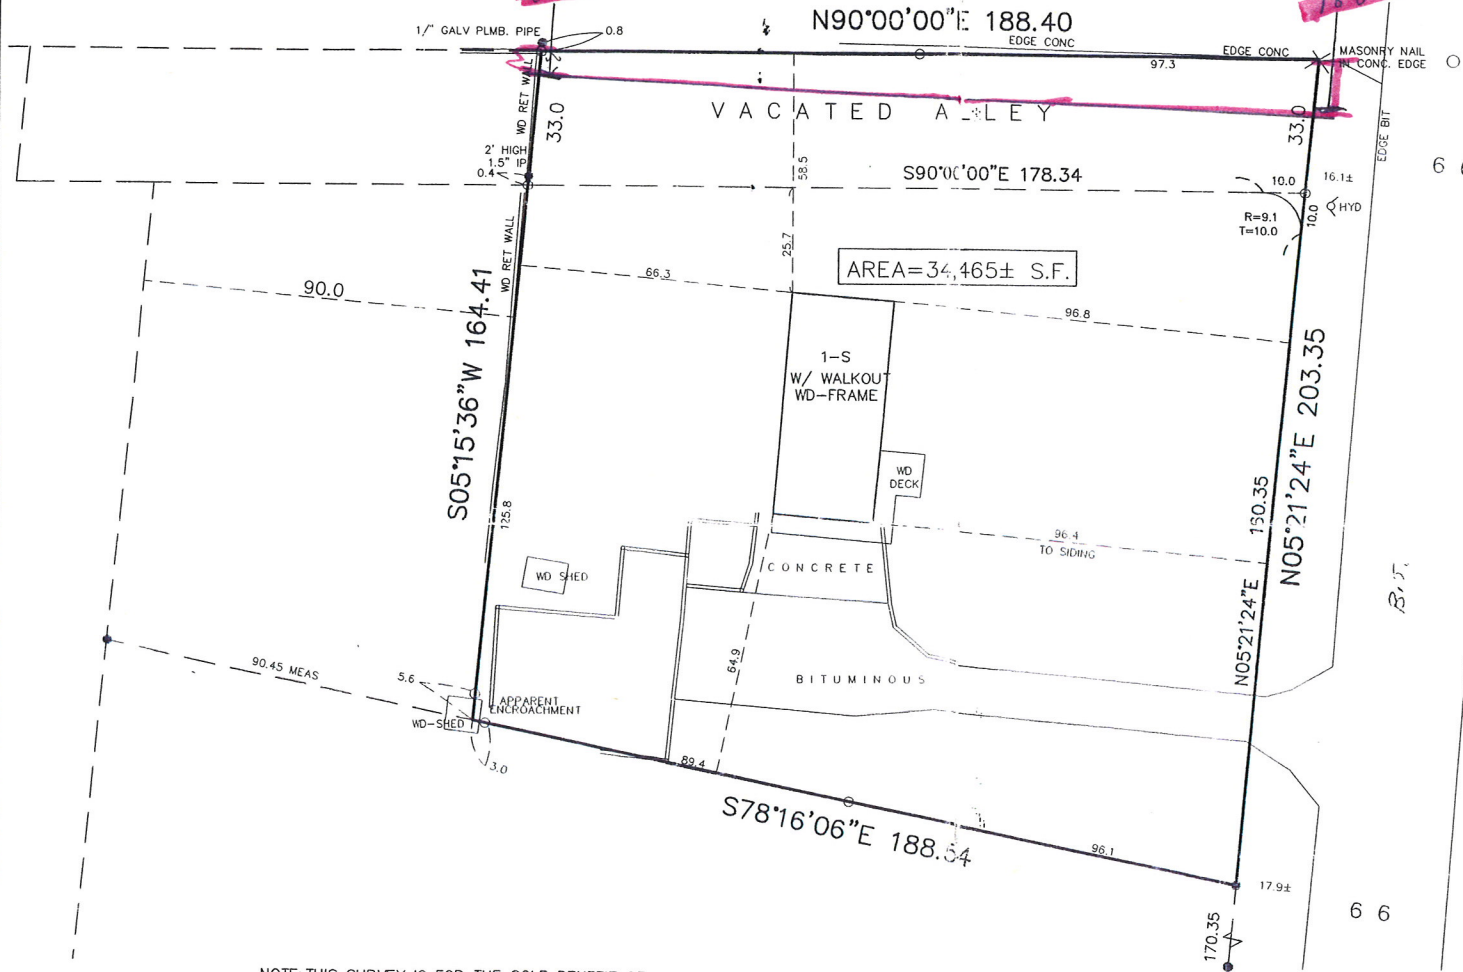 N90°00'00"E 188.40
1/" GALV PLMB. PIPE
0.8
EDGE CONC
EDGE CONC
97.3
MASONRY NAIL
IN CONC. EDGE
WD RET WALL
33.0
VACATED ALLEY
33.0
EDGE BIT
2' HIGH
1.5" IP
0.4
58.5
S90°00'00"E 178.34
10.0
16.1±
HYD
10.0
R=9.1
T=10.0
6 6
WD RET WALL
25.7
AREA=34,465± S.F.
66.3
90.0
96.8
S05°15'36"W 164.41
1-S
W/ WALKOUT
WD-FRAME
N05°21'24"E 203.35
WD
DECK
125.8
96.4
TO SIDING
CONCRETE
WD SHED
N05°21'24"E
B.T.
90.45 MEAS
64.9
5.6
BITUMINOUS
APPARENT
ENCROACHMENT
WD-SHED
3.0
89.4
S78°16'06"E
96.1
17.9±
6 6
170.35